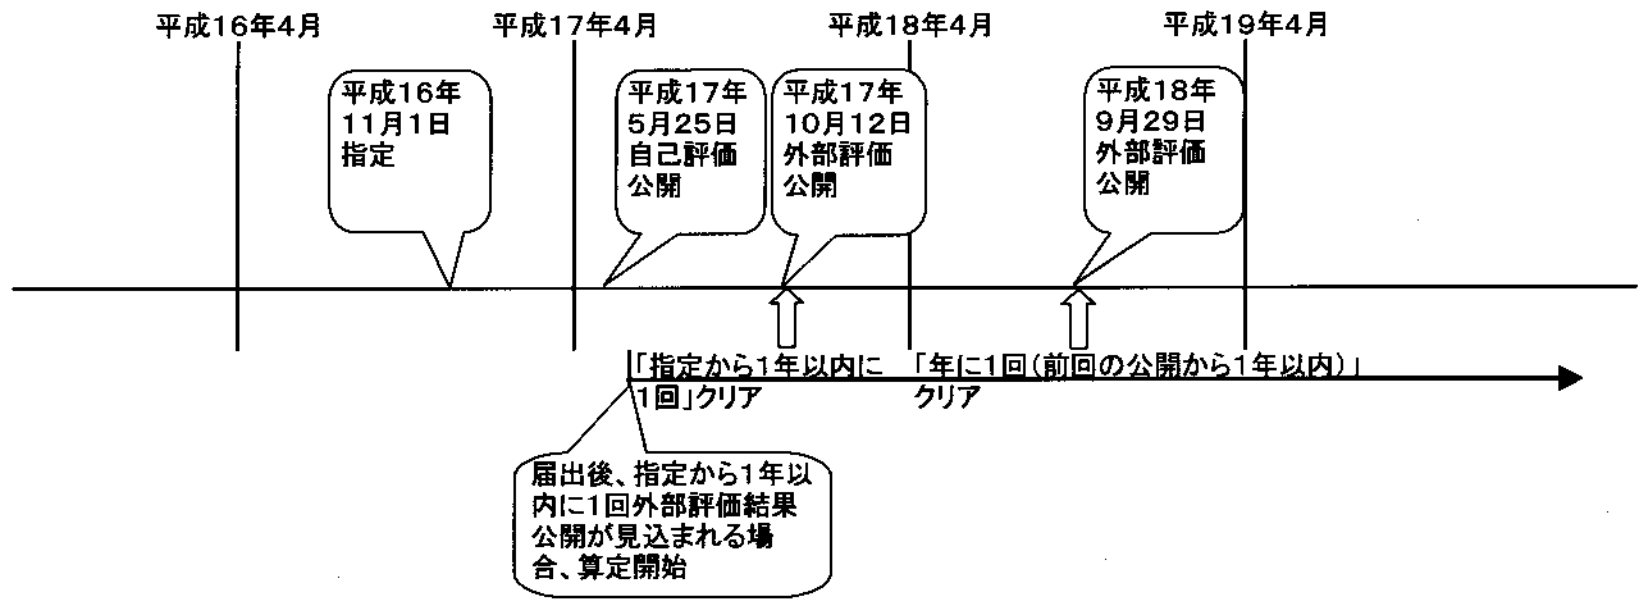 平成16年4月
平成17年4月
平成18年4月
平成19年4月
平成16年
11月1日
指定
平成17年
5月25日
自己評価
公開
平成17年
10月12日
外部評価
公開
平成18年
9月29日
外部評価
公開
「指定から1年以内に
1回」クリア
「年に1回(前回の公開から1年以内)」
クリア
届出後、指定から1年以
内に1回外部評価結果
公開が見込まれる場
合、算定開始